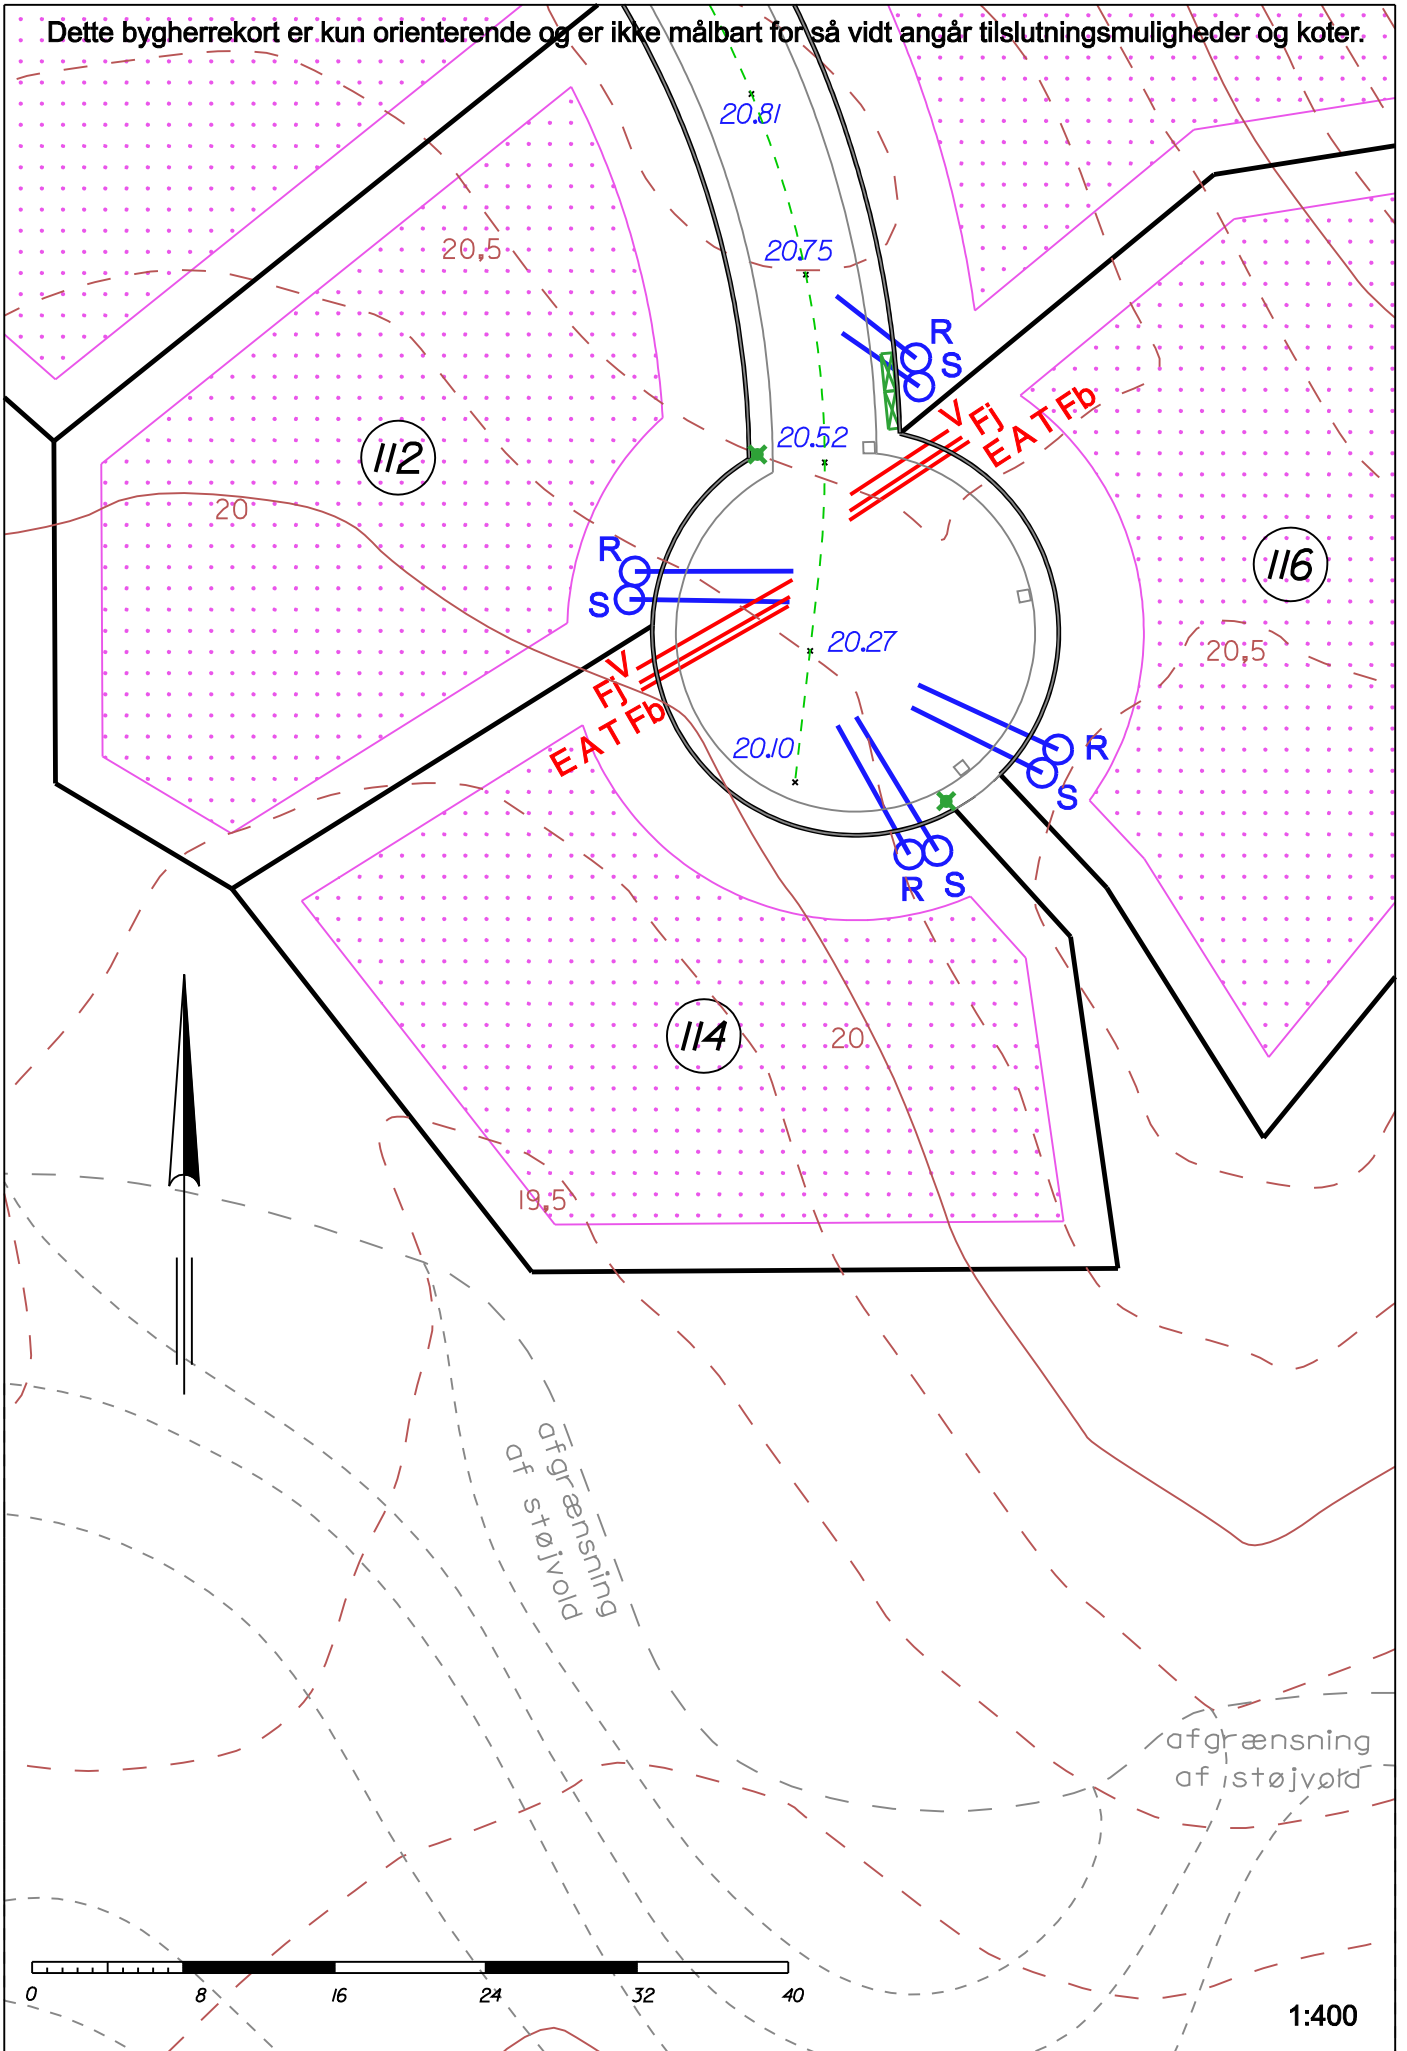 Dette bygherrekort er kun orienterende og er ikke målbart for så vidt angår tilslutningsmuligheder og koter.
20.81
20,5
20.75
R
S
V
Fj
E A T Fb
20.52
112
20
R
S
116
20.27
20,5
V
Fj
E A T Fb
20.10
R
S
R
S
114
20
19,5
afgrænsning
af støjvold
afgrænsning
af støjvold
0 8 16 24 32 40
1:400